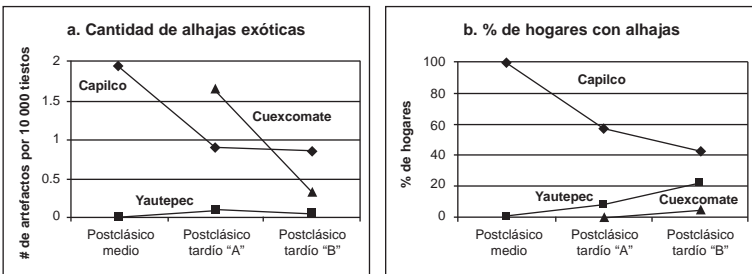 a. Cantidad de alhajas exóticas
# de artefactos por 10 000 tiestos
2
1.5
1
0.5
0
Capilco
Cuexcomate
Yautepec
Postclásico medio
Postclásico tardío “A”
Postclásico tardío “B”
b. % de hogares con alhajas
% de hogares
100
80
60
40
20
0
Capilco
Yautepec
Cuexcomate
Postclásico medio
Postclásico tardío “A”
Postclásico tardío “B”